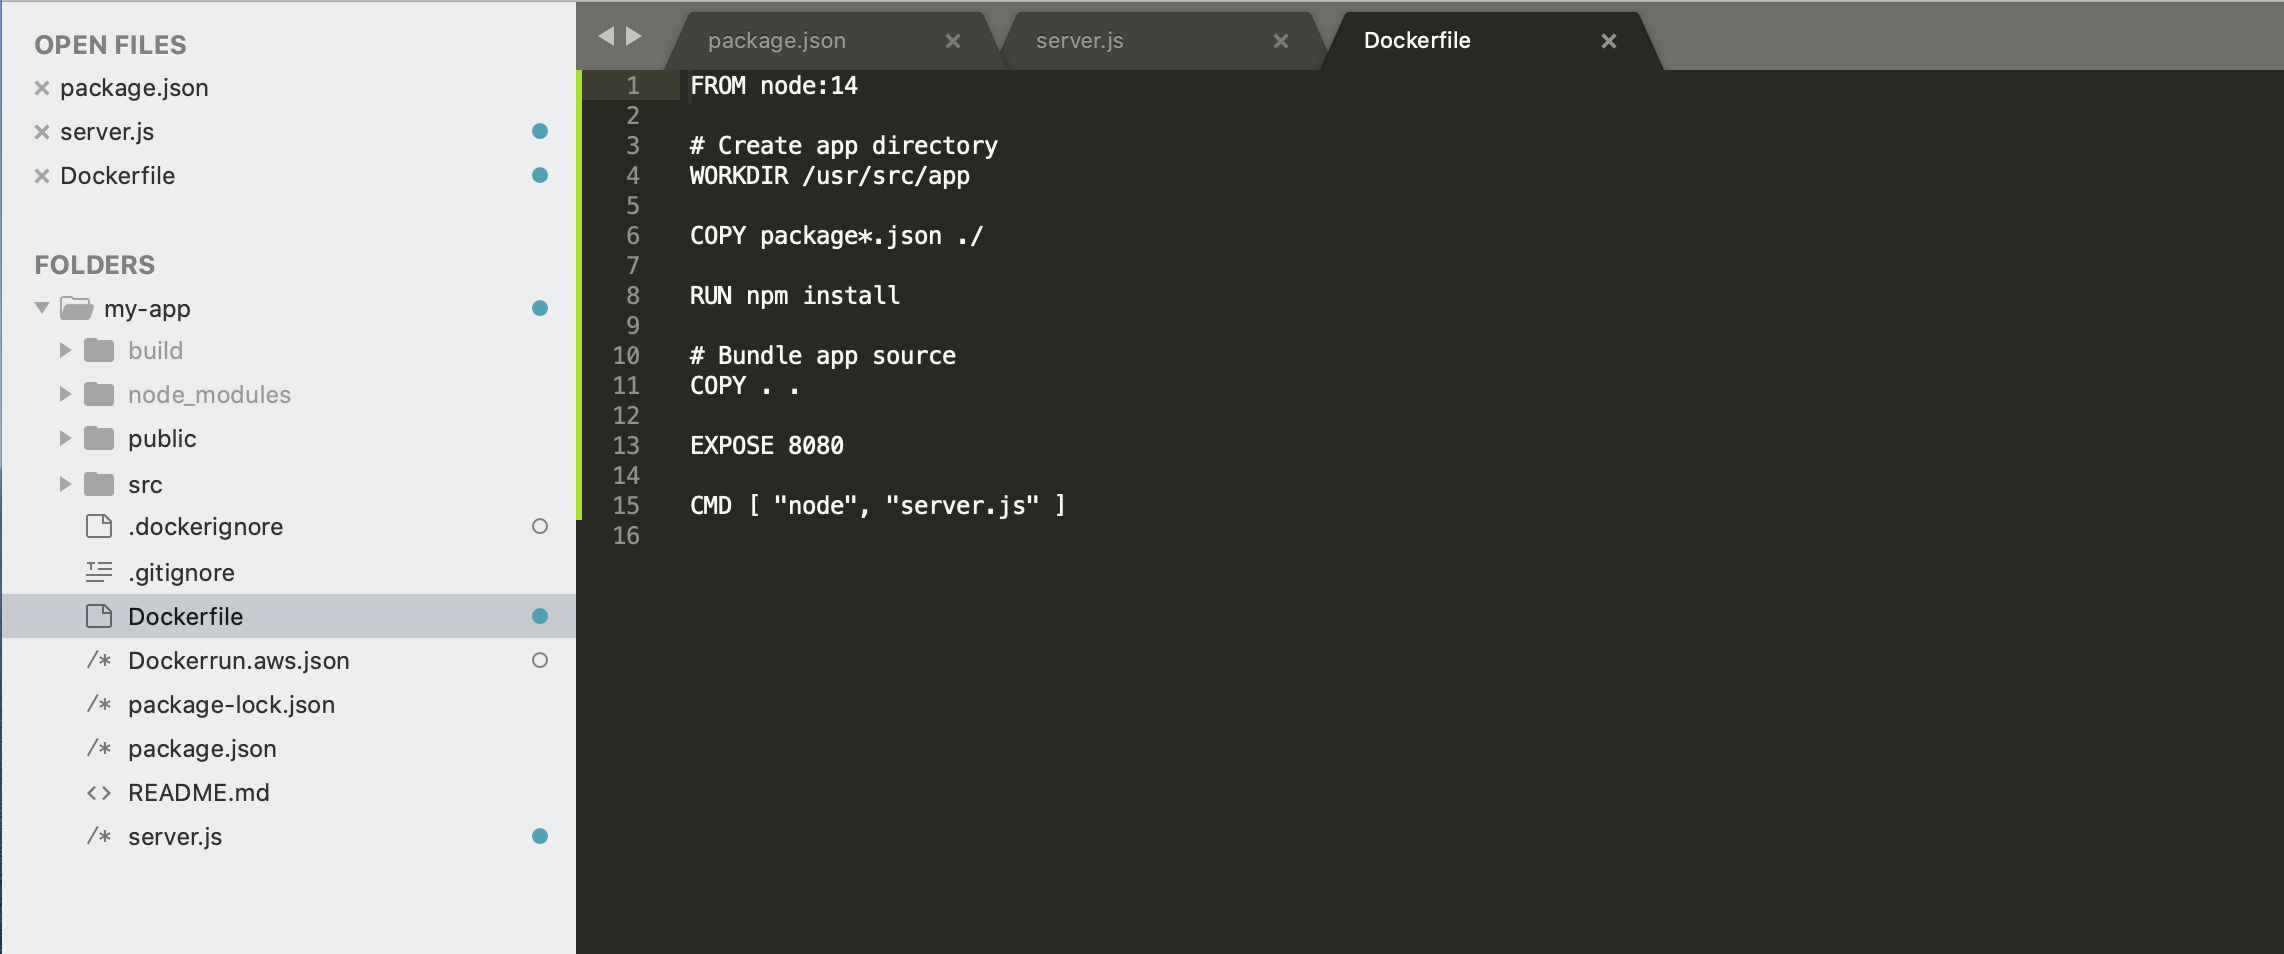 OPEN FILES
package.json
server.js
Dockerfile
FOLDERS
my-app
build
node_modules
public
src
.dockerignore
.gitignore
Dockerfile
Dockerrun.aws.json
package-lock.json
package.json
README.md
server.js
package.json
server.js
Dockerfile
1 FROM node:14
2
3 # Create app directory
4 WORKDIR /usr/src/app
5
6 COPY package*.json ./
7
8 RUN npm install
9
10 # Bundle app source
11 COPY . .
12
13 EXPOSE 8080
14
15 CMD [ "node", "server.js" ]
16